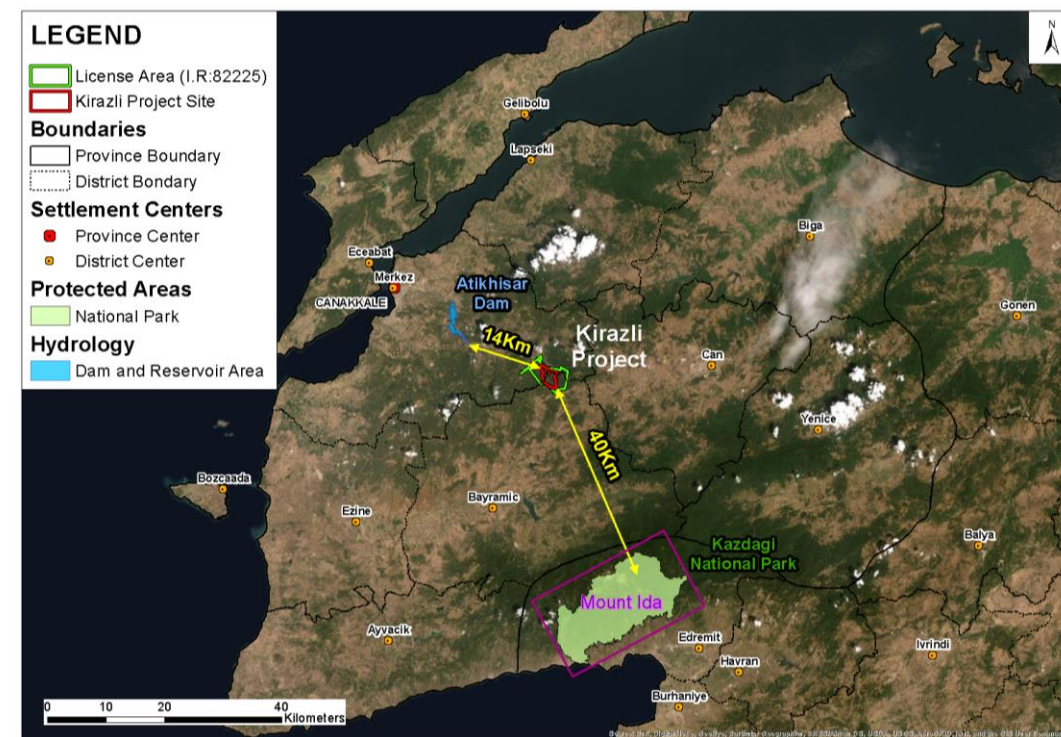 LEGEND
License Area (I.R:82225)
Kirazli Project Site
Boundaries
Province Boundary
District Bondary
Settlement Centers
Province Center
District Center
Protected Areas
National Park
Hydrology
Dam and Reservoir Area
N
Gelibolu
Lapseki
Biga
Eceabat
Merkez
CANAKKALE
Atikhisar
Dam
Gonen
14Km
Kirazli
Project
Can
Yenice
40Km
Bozcaada
Bayramic
Ezine
Balya
Kazdagi
National Park
Mount Ida
Ayvacik
Edremit
Ivrindi
Havran
Burhaniye
0 10 20 40
Kilometers